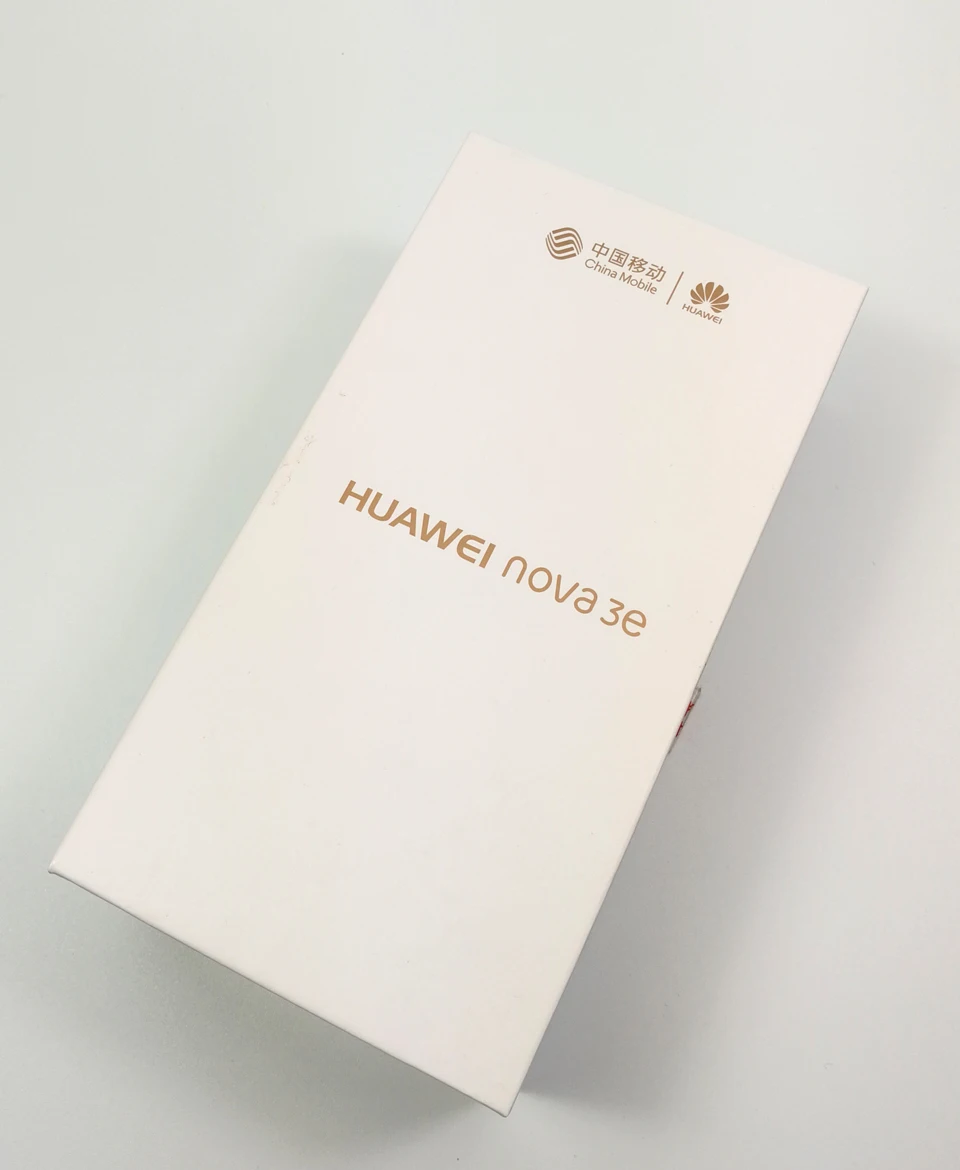 中国移动
China Mobile
HUAWEI
HUAWEI nova 3e